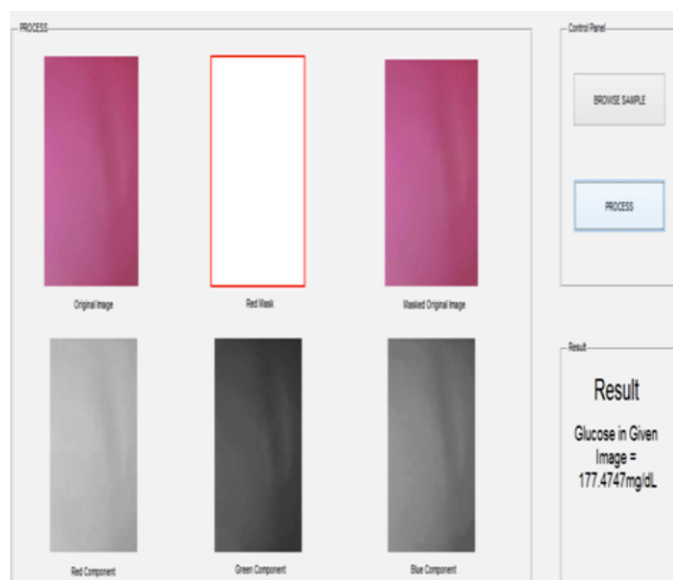 PROCESS
Original Image
Red Mask
Masked Original Image
Red Component
Green Component
Blue Component
Control Panel
BROWSE SAMPLE
PROCESS
Result
Result
Glucose in Given
Image =
177.4747mg/dL